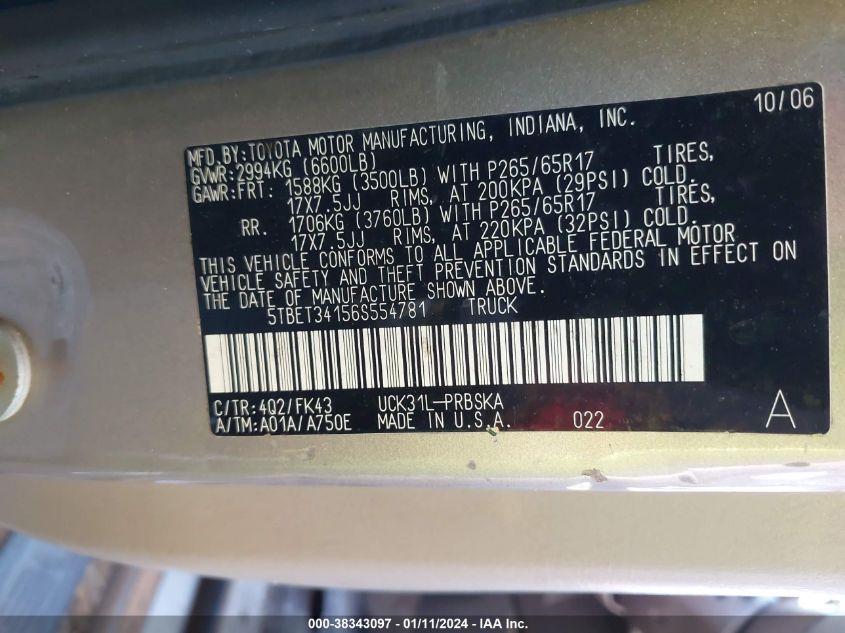 10/06
MFD.BY:TOYOTA MOTOR MANUFACTURING, INDIANA, INC.
GVWR:2994KG (6600LB)
GAWR:FRT: 1588KG (3500LB) WITH P265/65R17 TIRES,
17X7.5JJ RIMS, AT 200KPA (29PSI) COLD.
RR. 1706KG (3760LB) WITH P265/65R17 TIRES,
17X7.5JJ RIMS, AT 220KPA (32PSI) COLD.
THIS VEHICLE CONFORMS TO ALL APPLICABLE FEDERAL MOTOR
VEHICLE SAFETY AND THEFT PREVENTION STANDARDS IN EFFECT ON
THE DATE OF MANUFACTURE SHOWN ABOVE.
5TBET34156S554781 TRUCK
C/TR:4Q2/FK43 UCK31L-PRBSKA
A/TM:A01A/A750E MADE IN U.S.A. 022 A
000-38343097 - 01/11/2024 - IAA Inc.